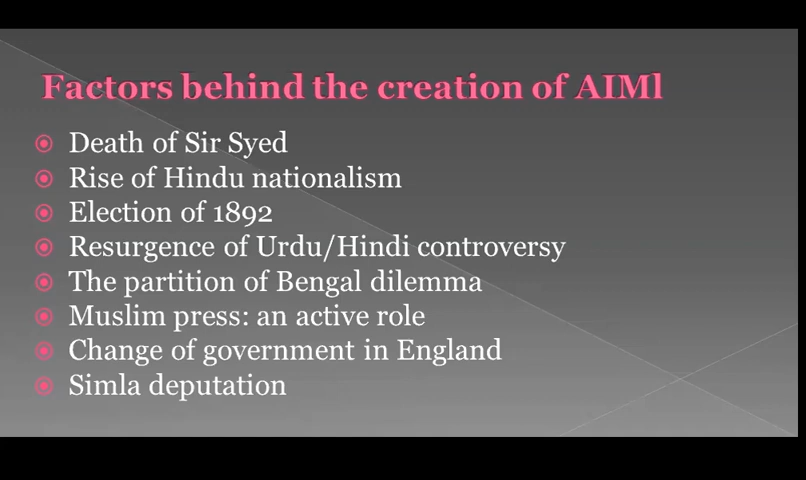 Factors behind the creation of AIMl
Death of Sir Syed
Rise of Hindu nationalism
Election of 1892
Resurgence of Urdu/Hindi controversy
The partition of Bengal dilemma
Muslim press: an active role
Change of government in England
Simla deputation